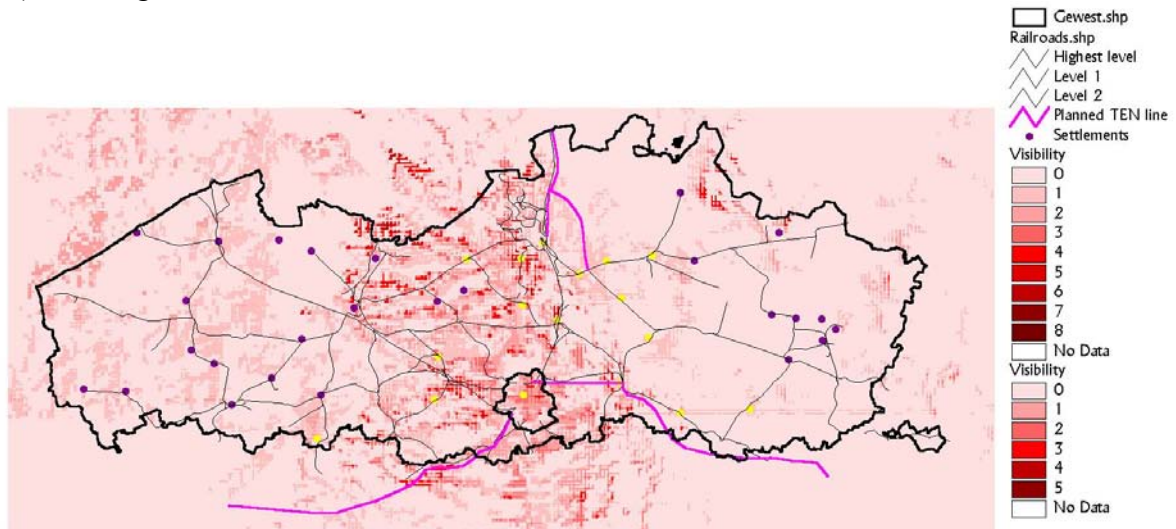 Gewest.shp
Railroads.shp
Highest level
Level 1
Level 2
Planned TEN line
Settlements
Visibility
0
1
2
3
4
5
6
7
8
No Data
Visibility
0
1
2
3
4
5
No Data